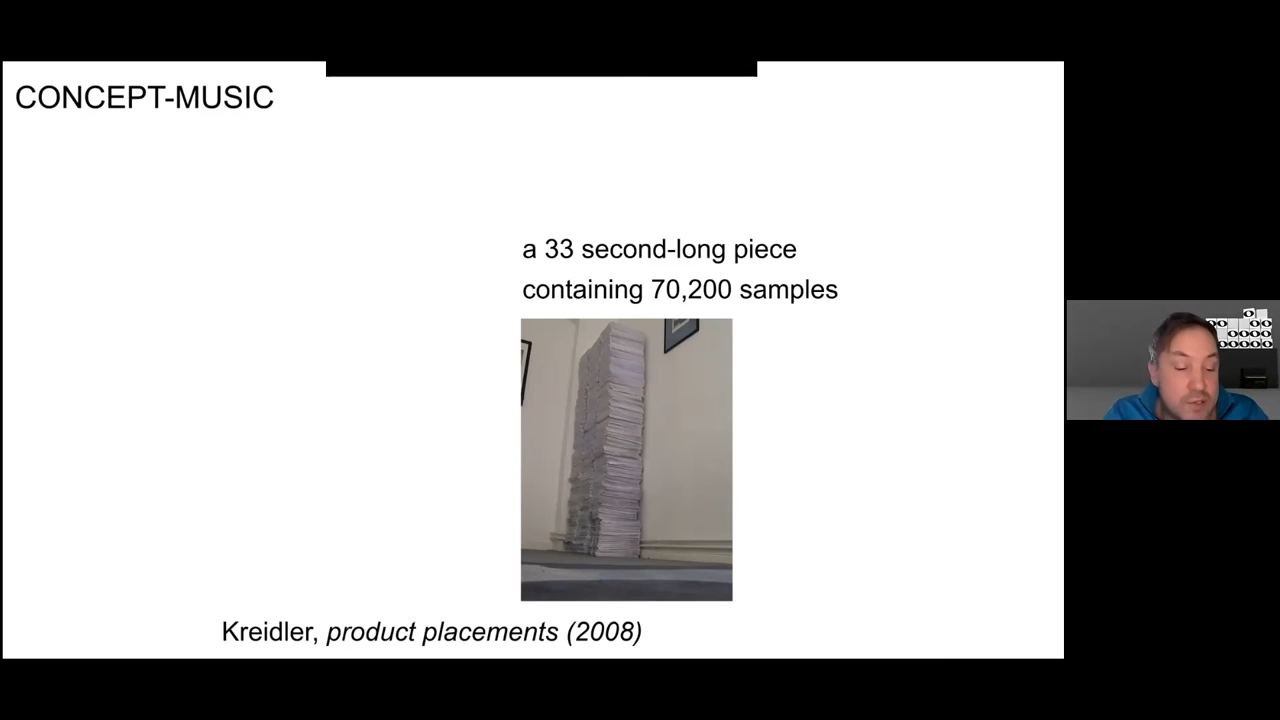 CONCEPT-MUSIC
a 33 second-long piece
containing 70,200 samples
Kreidler, product placements (2008)